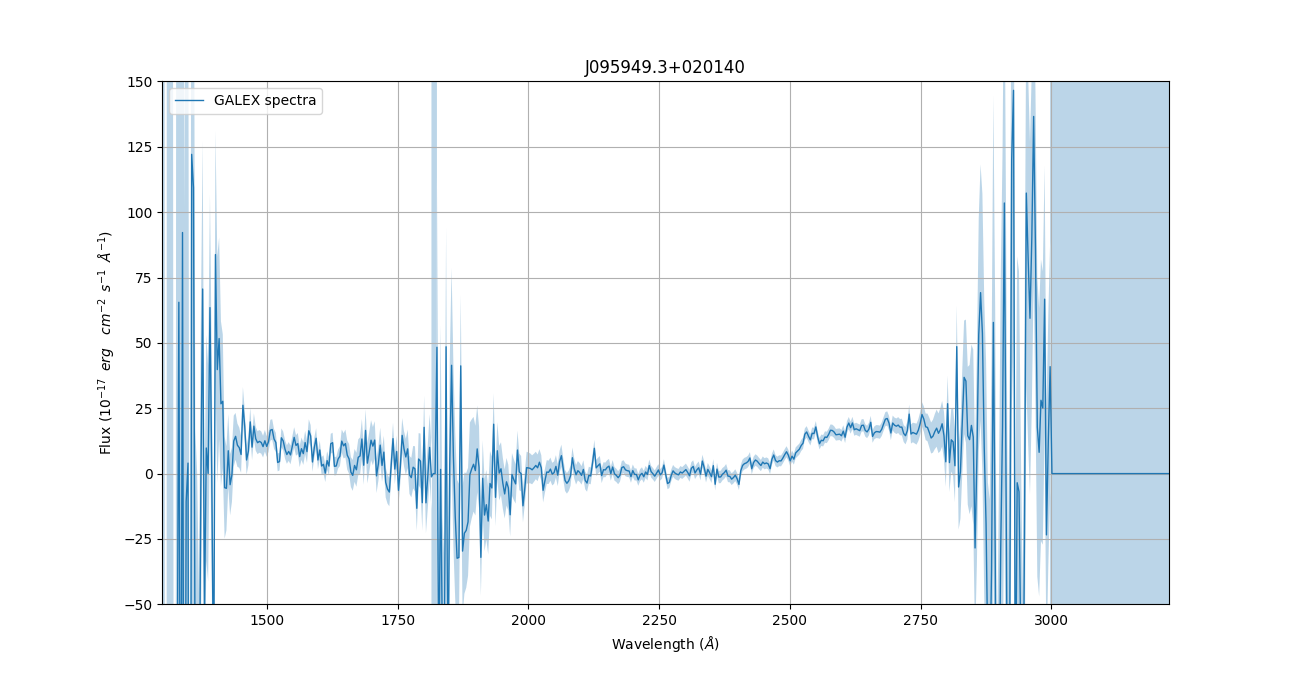 J095949.3+020140
GALEX spectra
150
125
100
75
50
25
0
−25
−50
Flux (10⁻¹⁷ erg cm⁻² s⁻¹ Å⁻¹)
1500 1750 2000 2250 2500 2750 3000
Wavelength (Å)